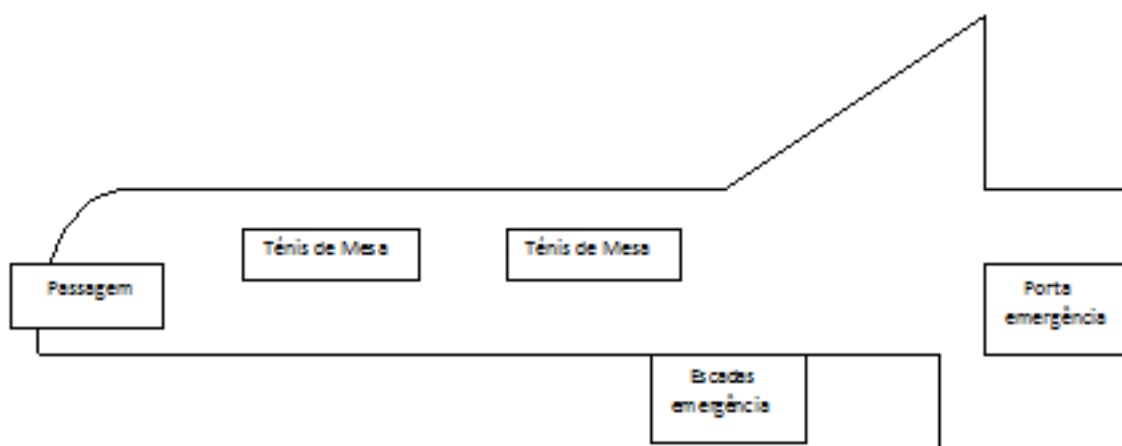 Ténis de Mesa
Ténis de Mesa
Passagem
Porta
emergência
Escadas
emergência